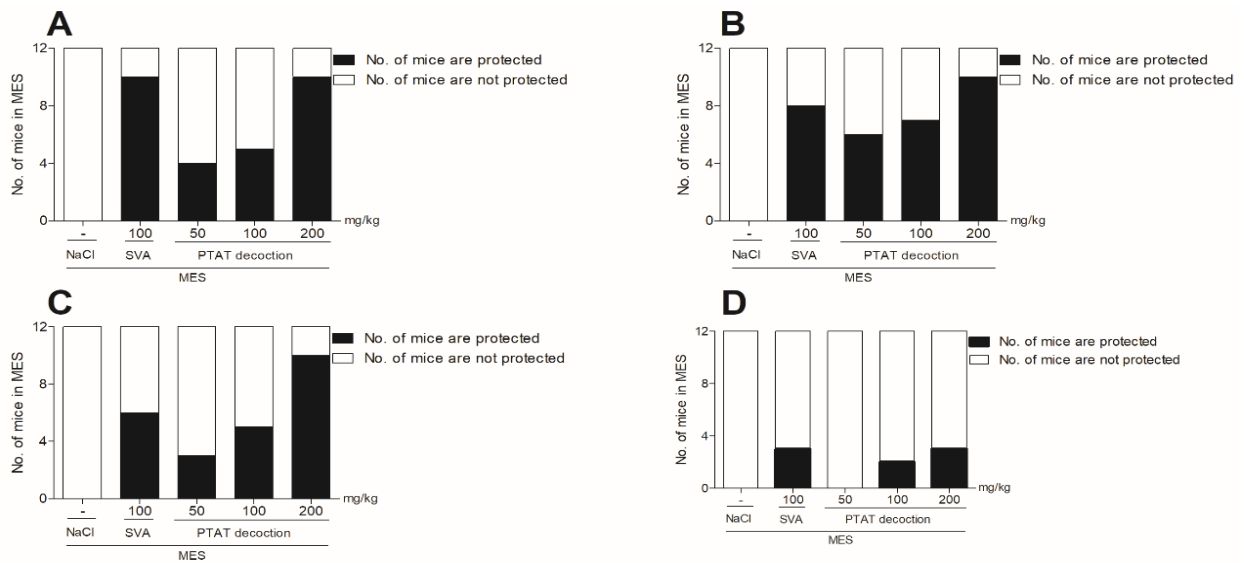 A
12
8
4
0
No. of mice in MES
No. of mice are protected
No. of mice are not protected
- 100 50 100 200 mg/kg
NaCl SVA PTAT decoction
MES
B
12
8
4
0
No. of mice in MES
No. of mice are protected
No. of mice are not protected
- 100 50 100 200 mg/kg
NaCl SVA PTAT decoction
MES
C
12
8
4
0
No. of mice in MES
No. of mice are protected
No. of mice are not protected
- 100 50 100 200 mg/kg
NaCl SVA PTAT decoction
MES
D
12
8
4
0
No. of mice in MES
No. of mice are protected
No. of mice are not protected
- 100 50 100 200 mg/kg
NaCl SVA PTAT decoction
MES